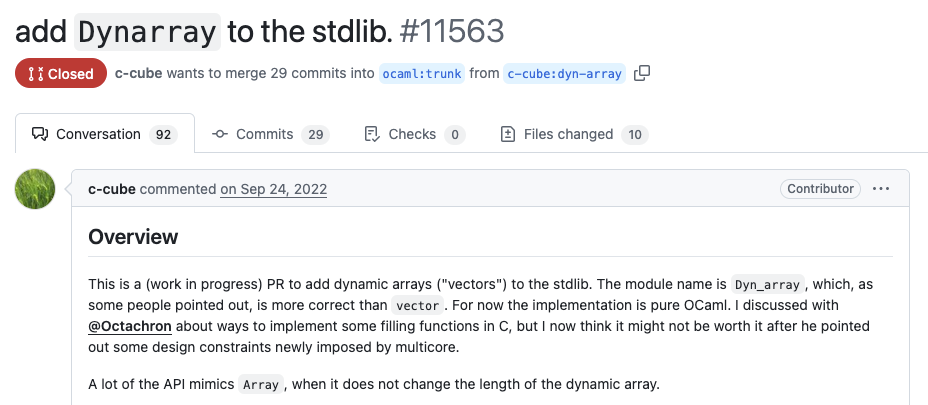 add Dynarray to the stdlib. #11563
Closed c-cube wants to merge 29 commits into ocaml:trunk from c-cube:dyn-array
Conversation 92 Commits 29 Checks 0 Files changed 10
c-cube commented on Sep 24, 2022 Contributor ...
Overview
This is a (work in progress) PR to add dynamic arrays ("vectors") to the stdlib. The module name is Dyn_array, which, as
some people pointed out, is more correct than vector. For now the implementation is pure OCaml. I discussed with
@Octachron about ways to implement some filling functions in C, but I now think it might not be worth it after he pointed
out some design constraints newly imposed by multicore.
A lot of the API mimics Array, when it does not change the length of the dynamic array.